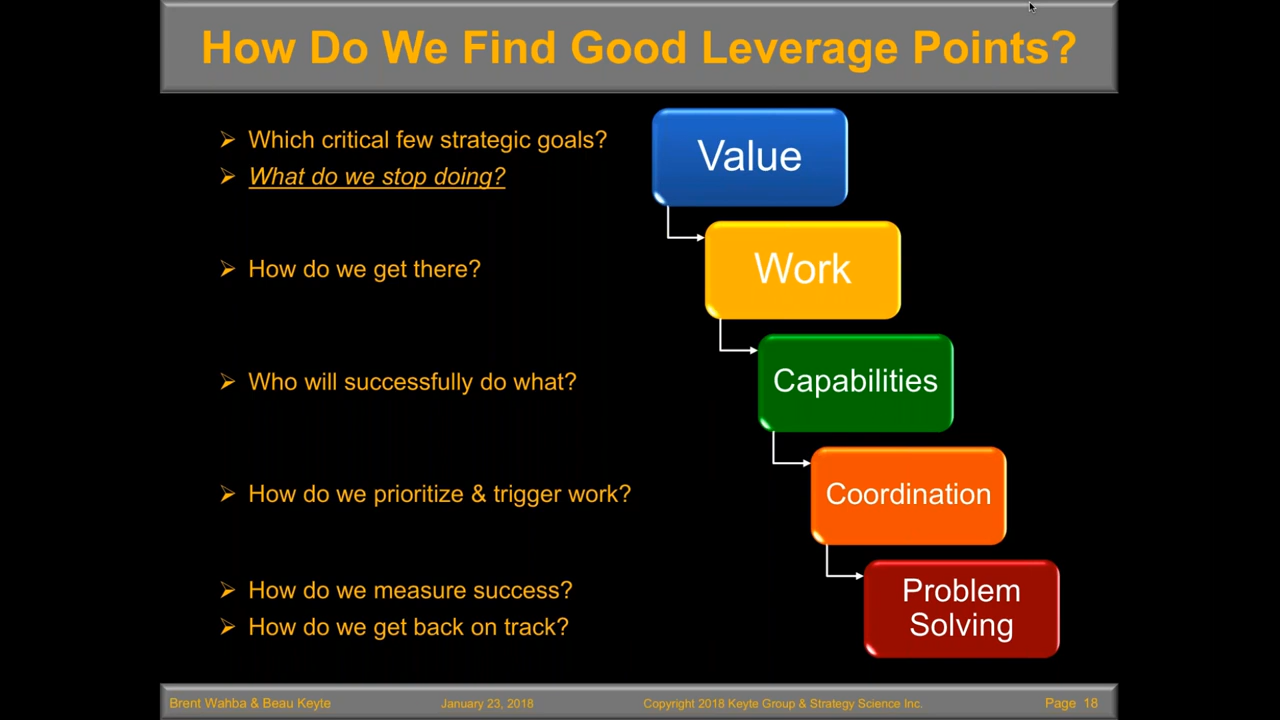 How Do We Find Good Leverage Points?
Which critical few strategic goals?
What do we stop doing?
Value
How do we get there?
Work
Who will successfully do what?
Capabilities
How do we prioritize & trigger work?
Coordination
How do we measure success?
How do we get back on track?
Problem
Solving
Brent Wahba & Beau Keyte
January 23, 2018
Copyright 2018 Keyte Group & Strategy Science Inc.
Page 18